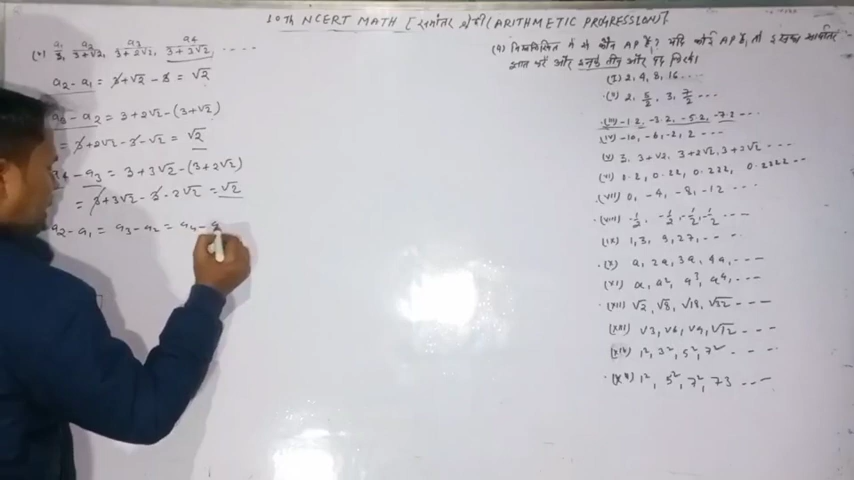 10th NCERT MATH [समांतर श्रेणी (ARITHMETIC PROGRESSION)]
(v) a₁ a₂ a₃ a₄
3, 3+√2, 3+2√2, 3+3√2, ....
a₂ - a₁ = 3+√2 - 3 = √2
a₃ - a₂ = 3+2√2 - (3+√2)
= 3+2√2 - 3 - √2 = √2
a₃ = 3+3√2 - (3+2√2)
= 3+3√2 - 3 - 2√2 = √2
a₂ - a₁ = a₃ - a₂ = a₄ - a
(4) निम्नलिखित में से कौन AP है? यदि कोई AP है, तो इसका सार्वअंतर
ज्ञात करें और इनके तीन और पद लिखें।
(I) 2, 4, 8, 16 ....
(ii) 2, 5/2, 3, 7/2 ...
(iii) -1.2, -3.2, -5.2, -7.2 ...
(iv) -10, -6, -2, 2 ...
(v) 3, 3+√2, 3+2√2, 3+3√2 ...
(vi) 0.2, 0.22, 0.222, 0.2222 ...
(vii) 0, -4, -8, -12 ...
(viii) -1/2, -1/2, -1/2, -1/2 ...
(ix) 1, 3, 9, 27, ...
(x) a, 2a, 3a, 4a, ...
(xi) a, a², a³, a⁴, ...
(xii) √2, √8, √18, √32 ...
(xiii) √3, √6, √9, √12 ...
(xiv) 1², 3², 5², 7² ...
(xv) 1², 5², 7², 73 ...